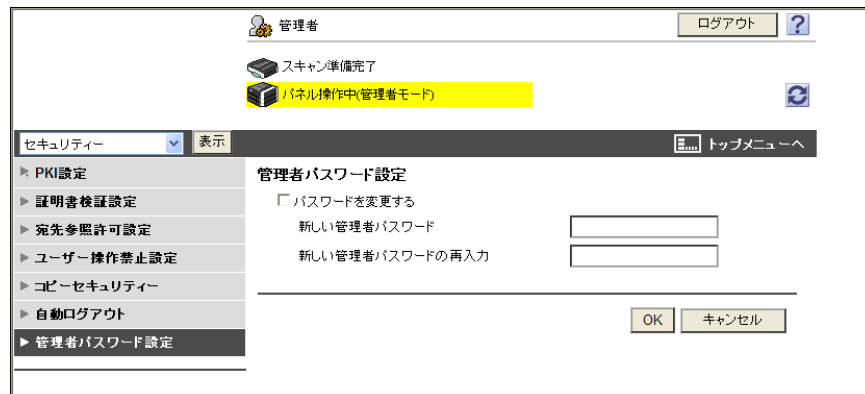 管理者
ログアウト
?
スキャン準備完了
パネル操作中(管理者モード)
セキュリティー
表示
トップメニューへ
PKI設定
証明書検証設定
宛先参照許可設定
ユーザー操作禁止設定
コピーセキュリティー
自動ログアウト
管理者パスワード設定
管理者パスワード設定
パスワードを変更する
新しい管理者パスワード
新しい管理者パスワードの再入力
OK
キャンセル